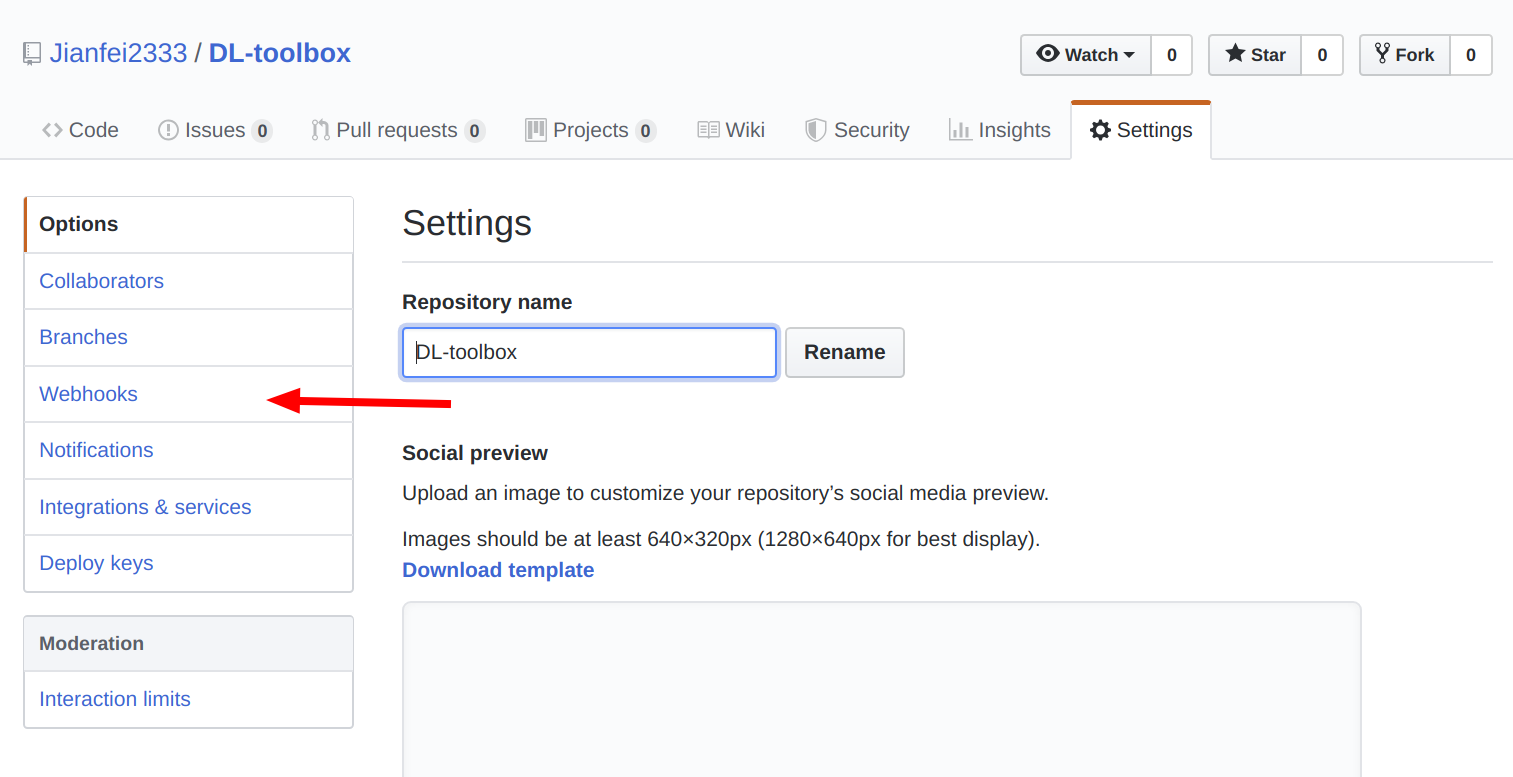 Jianfei2333 / DL-toolbox
Watch 0 Star 0 Fork 0
Code Issues 0 Pull requests 0 Projects 0 Wiki Security Insights Settings
Options
Collaborators
Branches
Webhooks
Notifications
Integrations & services
Deploy keys
Moderation
Interaction limits
Settings
Repository name
DL-toolbox Rename
Social preview
Upload an image to customize your repository’s social media preview.
Images should be at least 640×320px (1280×640px for best display).
Download template